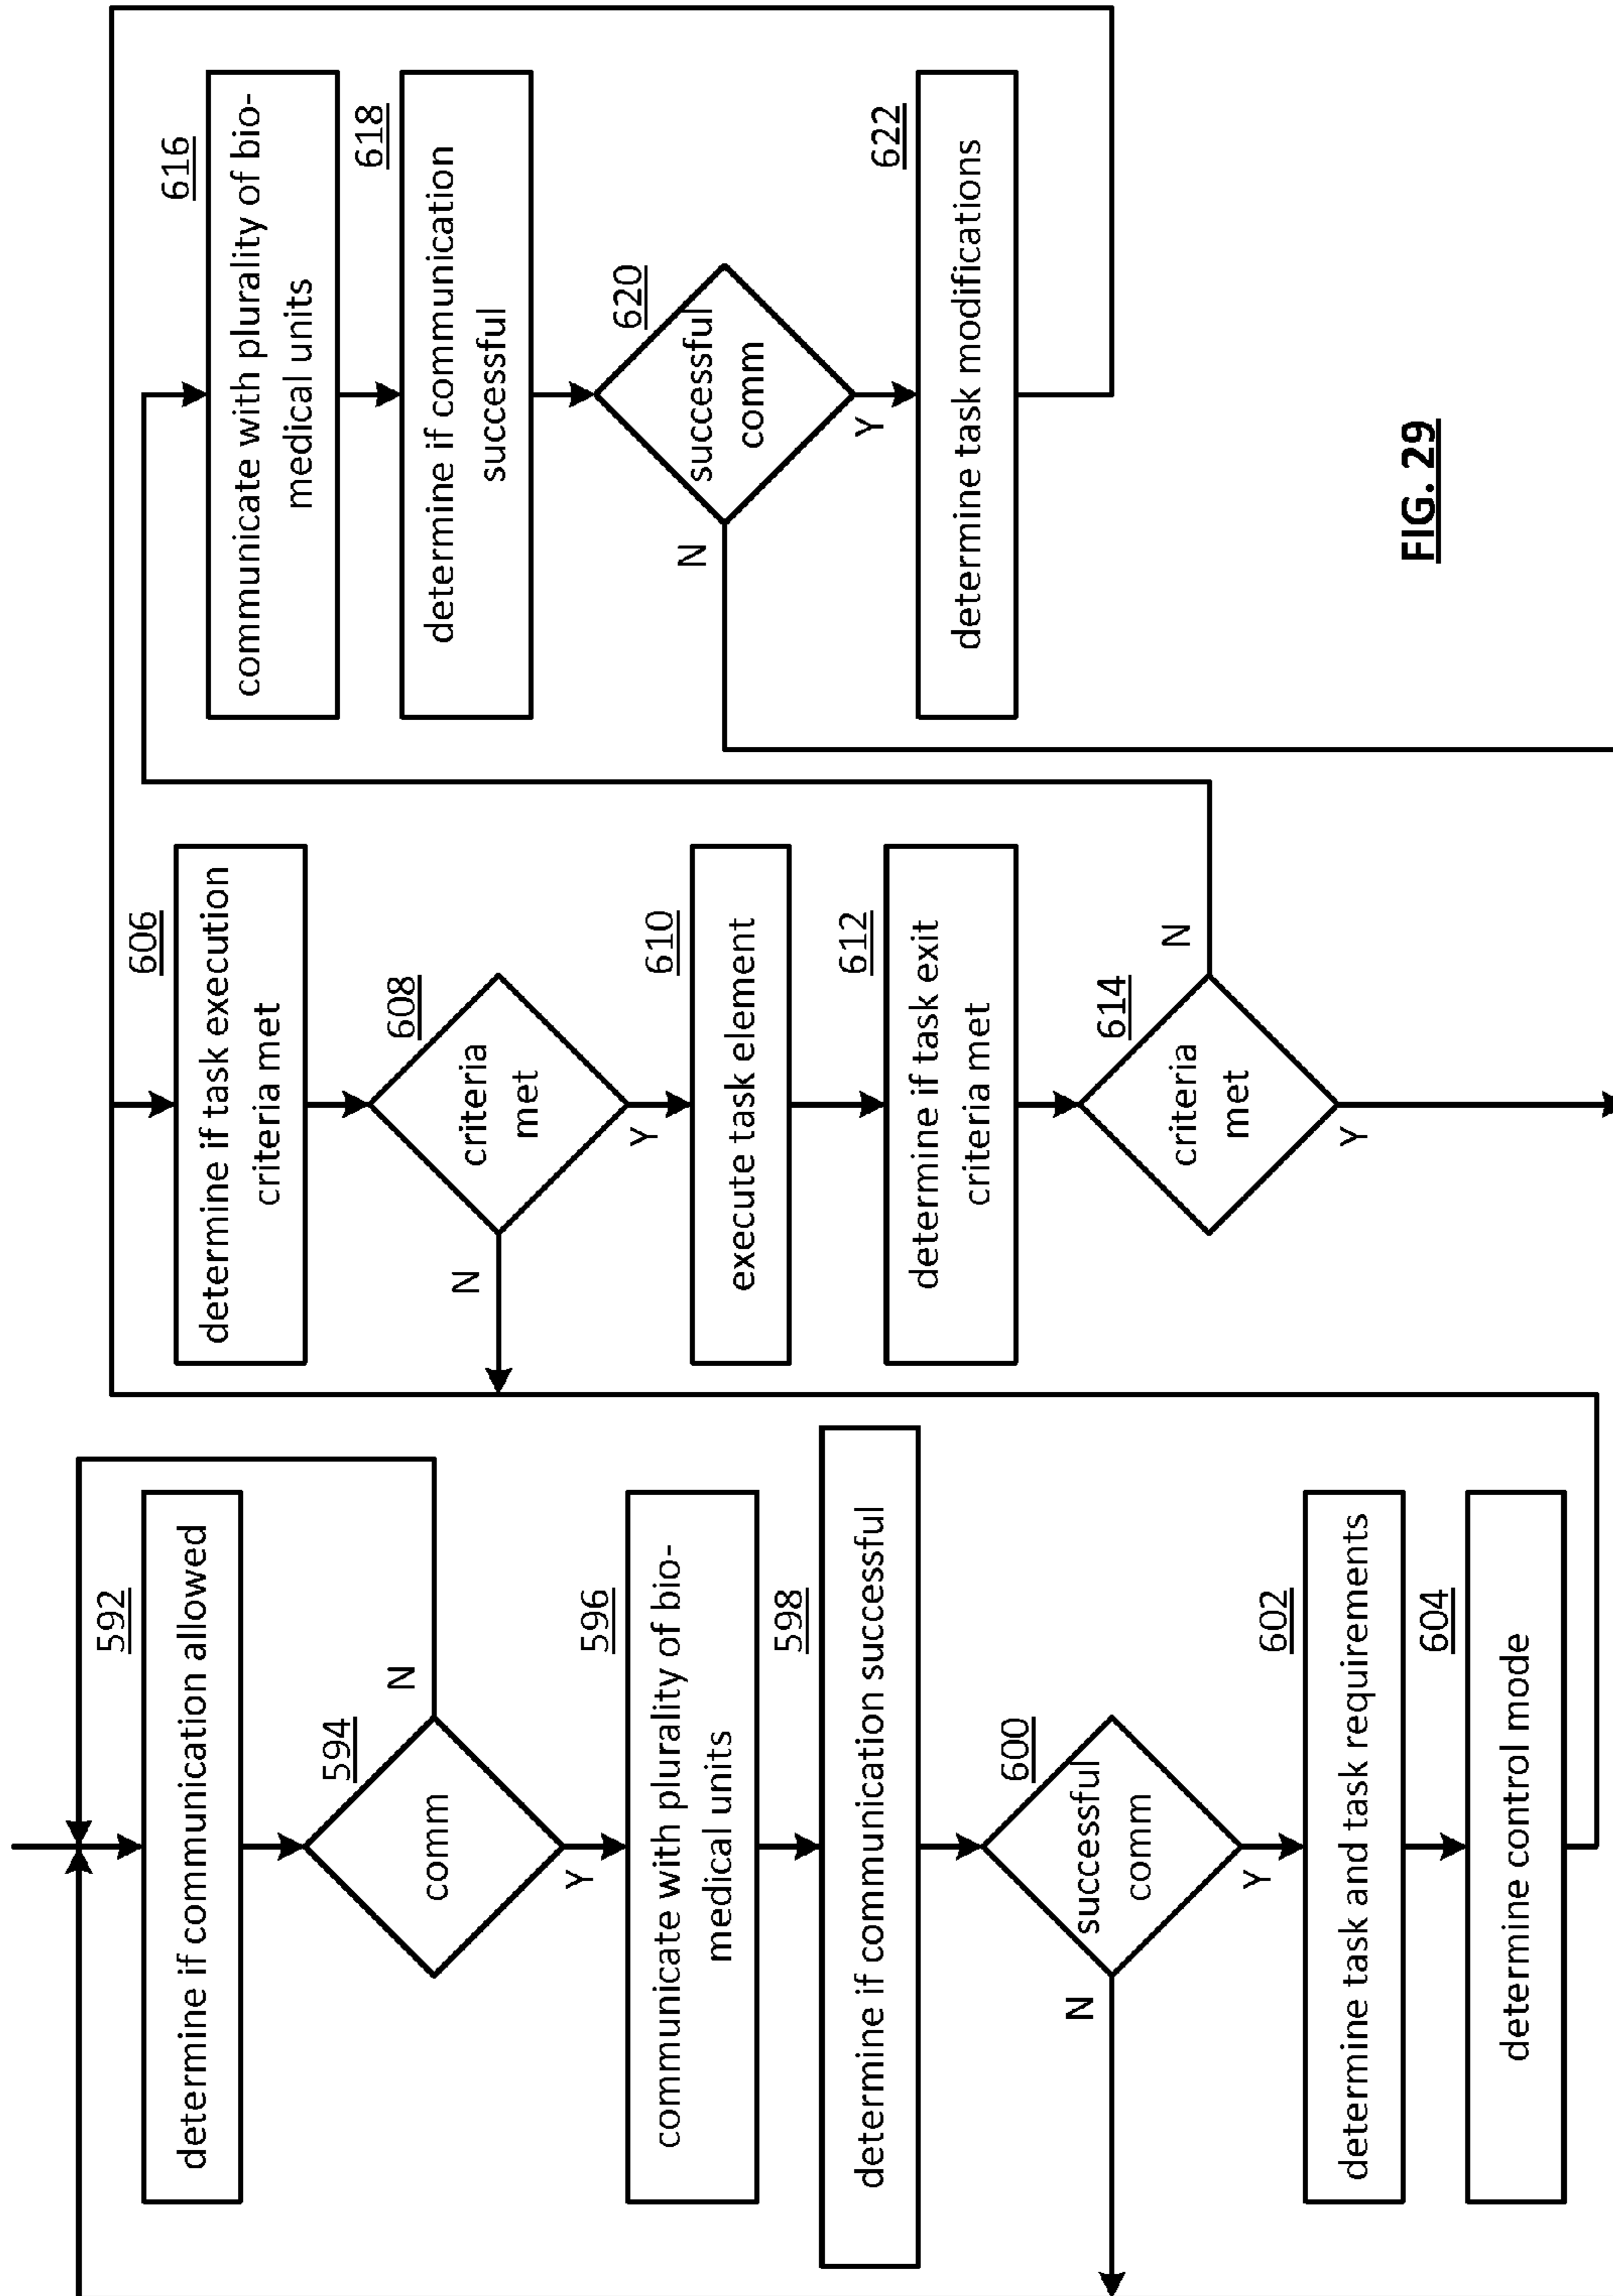 592
determine if communication allowed
594
comm
N
Y
596
communicate with plurality of bio-
medical units
598
determine if communication successful
600
successful
comm
N
Y
602
determine task and task requirements
604
determine control mode
606
determine if task execution
criteria met
608
criteria
met
N
Y
610
execute task element
612
determine if task exit
criteria met
614
criteria
met
N
Y
616
communicate with plurality of bio-
medical units
618
determine if communication
successful
620
successful
comm
N
Y
622
determine task modifications
FIG. 29